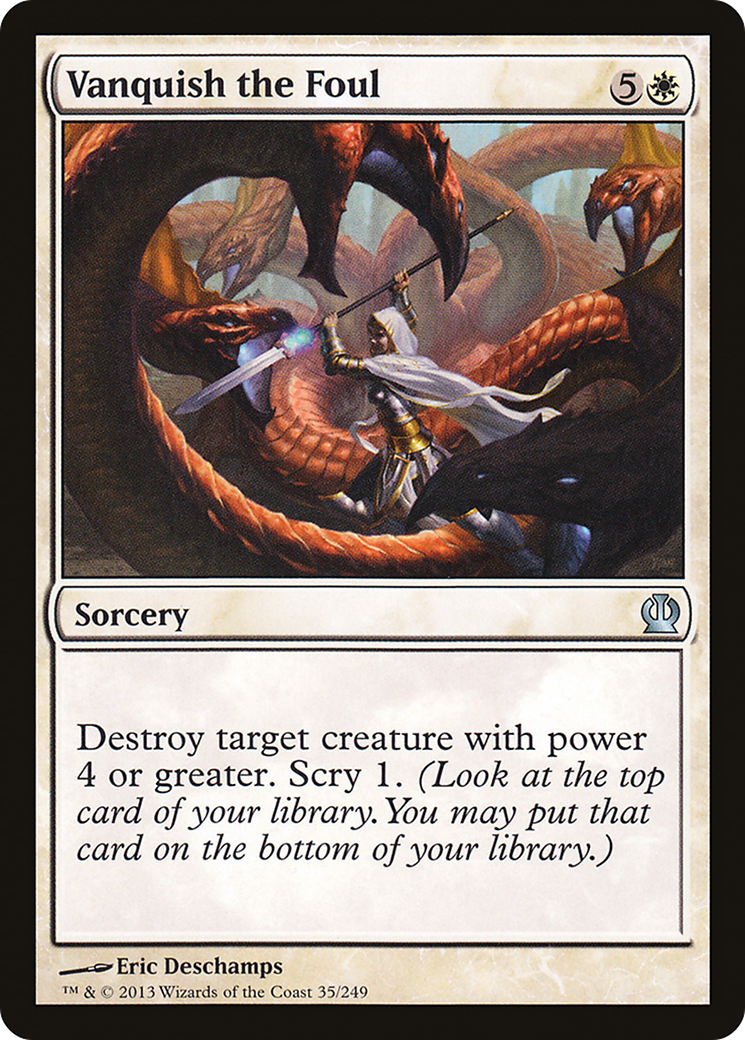 Vanquish the Foul 5
Sorcery
Destroy target creature with power
4 or greater. Scry 1. (Look at the top
card of your library. You may put that
card on the bottom of your library.)
Eric Deschamps
™ & © 2013 Wizards of the Coast 35/249